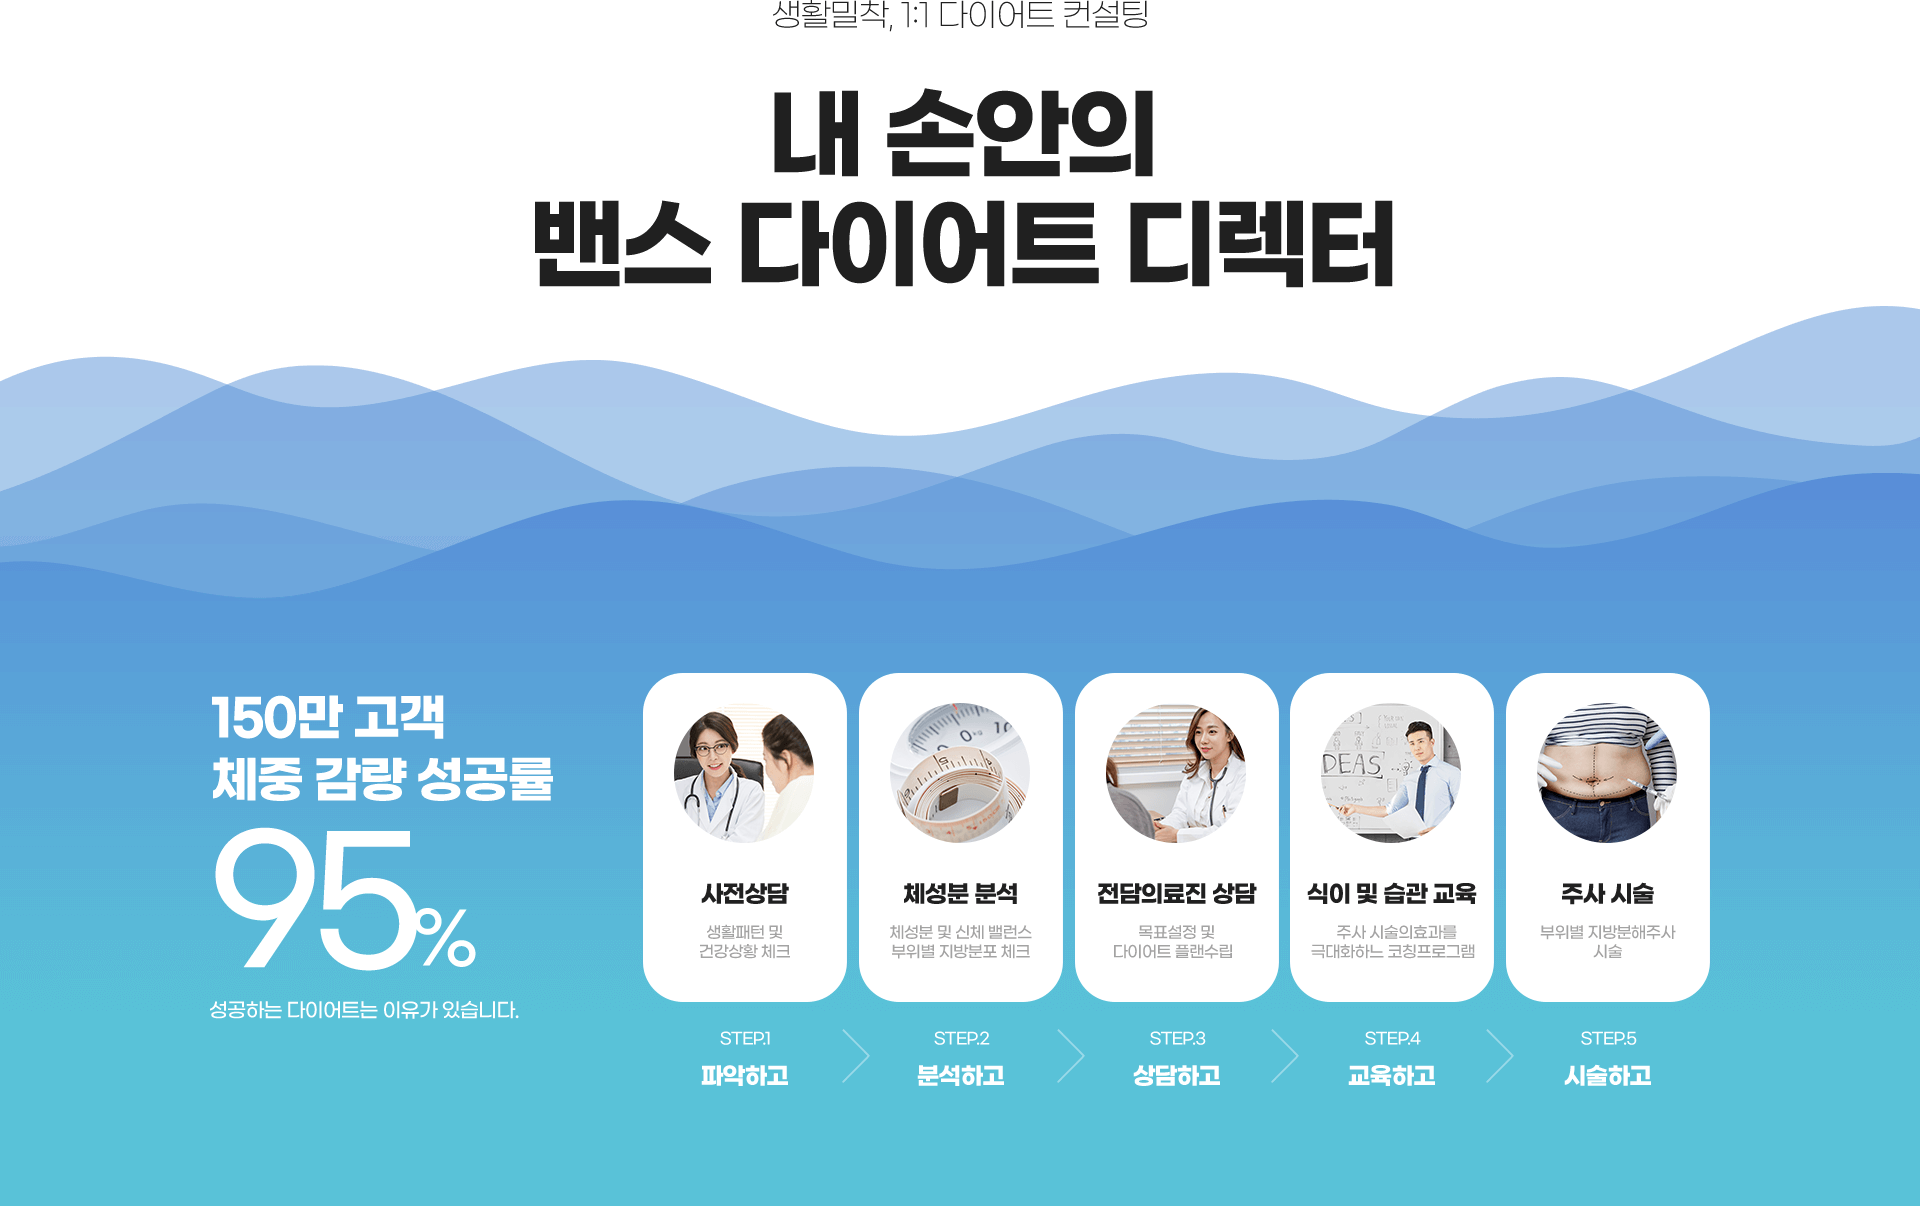 생활밀착, 1:1 다이어트 컨설팅
내 손안의
밴스 다이어트 디렉터
150만 고객
체중 감량 성공률
95%
성공하는 다이어트는 이유가 있습니다.
DEAS
사전상담
생활패턴 및
건강상황 체크
STEP.1
파악하고
체성분 분석
체성분 및 신체 밸런스
부위별 지방분포 체크
STEP.2
분석하고
전담의료진 상담
목표설정 및
다이어트 플랜수립
STEP.3
상담하고
식이 및 습관 교육
주사 시술의효과를
극대화하느 코칭프로그램
STEP.4
교육하고
주사 시술
부위별 지방분해주사
시술
STEP.5
시술하고